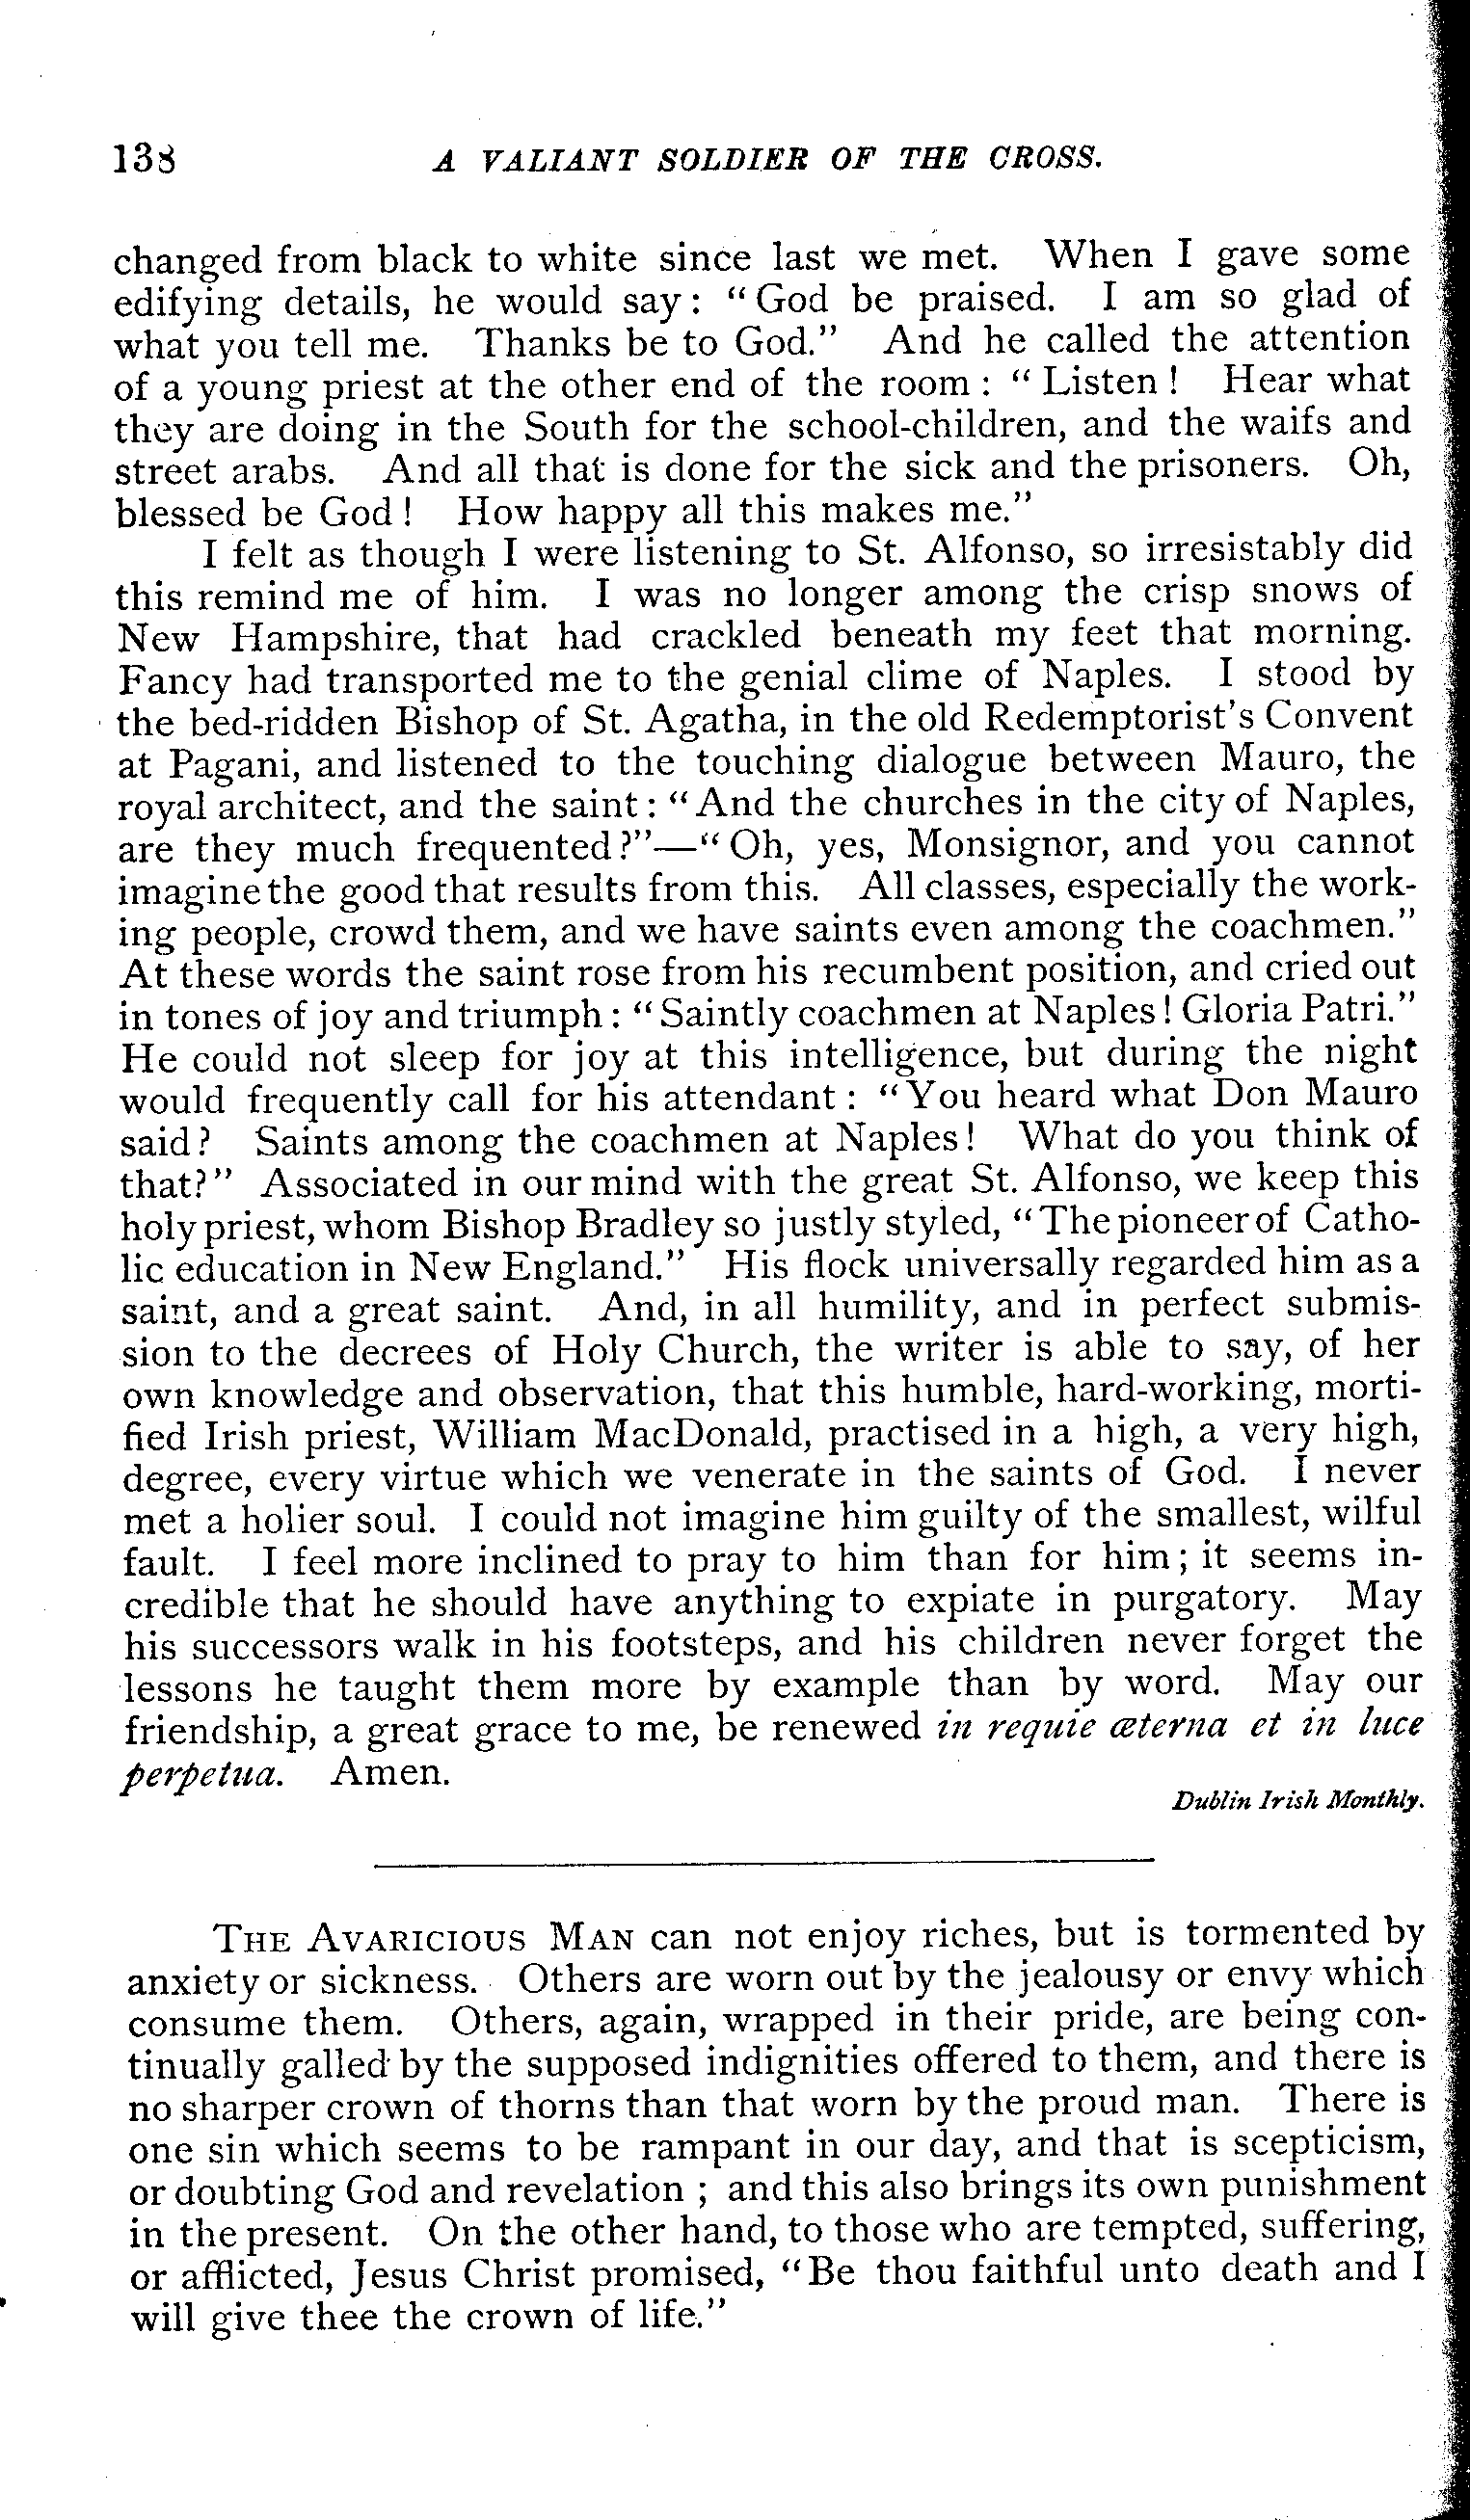 138 A VALIANT SOLDIER OF THE CROSS.
changed from black to white since last we met. When I gave some
edifying details, he would say: "God be praised. I am so glad of
what you tell me. Thanks be to God." And he called the attention
of a young priest at the other end of the room : " Listen ! Hear what
they are doing in the South for the school-children, and the waifs and
street arabs. And all that is done for the sick and the prisoners. Oh,
blessed be God ! How happy all this makes me."
I felt as though I were listening to St. Alfonso, so irresistably did
this remind me of him. I was no longer among the crisp snows of
New Hampshire, that had crackled beneath my feet that morning.
Fancy had transported me to the genial clime of Naples. I stood by
the bed-ridden Bishop of St. Agatha, in the old Redemptorist's Convent
at Pagani, and listened to the touching dialogue between Mauro, the
royal architect, and the saint : "And the churches in the city of Naples,
are they much frequented?"—"Oh, yes, Monsignor, and you cannot
imagine the good that results from this. All classes, especially the work-
ing people, crowd them, and we have saints even among the coachmen."
At these words the saint rose from his recumbent position, and cried out
in tones of joy and triumph : "Saintly coachmen at Naples! Gloria Patri."
He could not sleep for joy at this intelligence, but during the night
would frequently call for his attendant : "You heard what Don Mauro
said? Saints among the coachmen at Naples! What do you think of
that?" Associated in our mind with the great St. Alfonso, we keep this
holy priest, whom Bishop Bradley so justly styled, "The pioneer of Catho-
lic education in New England." His flock universally regarded him as a
saint, and a great saint. And, in all humility, and in perfect submis-
sion to the decrees of Holy Church, the writer is able to say, of her
own knowledge and observation, that this humble, hard-working, morti-
fied Irish priest, William MacDonald, practised in a high, a very high,
degree, every virtue which we venerate in the saints of God. I never
met a holier soul. I could not imagine him guilty of the smallest, wilful
fault. I feel more inclined to pray to him than for him; it seems in-
credible that he should have anything to expiate in purgatory. May
his successors walk in his footsteps, and his children never forget the
lessons he taught them more by example than by word. May our
friendship, a great grace to me, be renewed in requie æterna et in luce
perpetua. Amen.
Dublin Irish Monthly.
THE AVARICIOUS MAN can not enjoy riches, but is tormented by
anxiety or sickness. Others are worn out by the jealousy or envy which
consume them. Others, again, wrapped in their pride, are being con-
tinually galled by the supposed indignities offered to them, and there is
no sharper crown of thorns than that worn by the proud man. There is
one sin which seems to be rampant in our day, and that is scepticism,
or doubting God and revelation ; and this also brings its own punishment
in the present. On the other hand, to those who are tempted, suffering,
or afflicted, Jesus Christ promised, "Be thou faithful unto death and I
will give thee the crown of life."